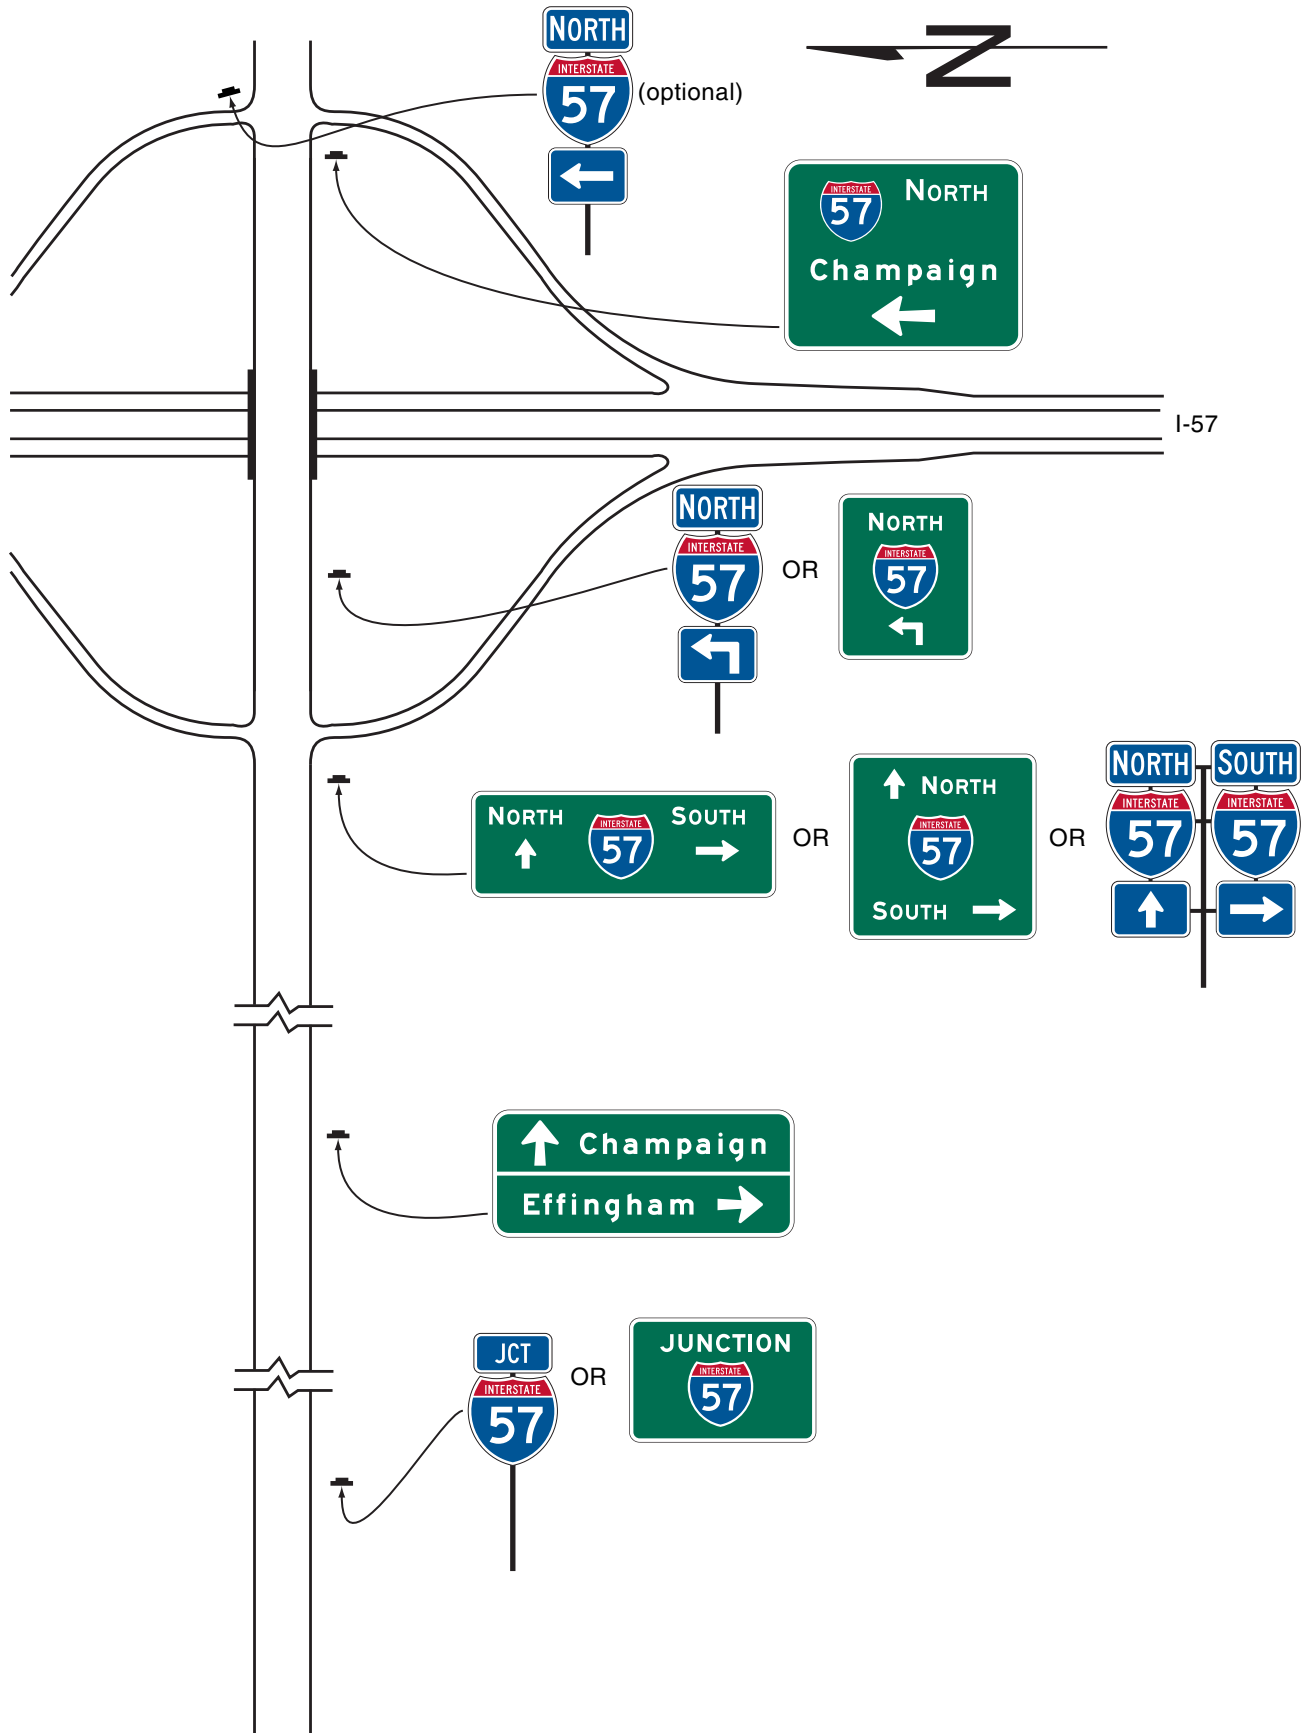 NORTH
INTERSTATE
57
(optional)
N
INTERSTATE
57
NORTH
Champaign
I-57
NORTH
INTERSTATE
57
OR
NORTH
INTERSTATE
57
NORTH
INTERSTATE
57
SOUTH
OR
NORTH
INTERSTATE
57
SOUTH
OR
NORTH
INTERSTATE
57
SOUTH
INTERSTATE
57
Champaign
Effingham
JCT
INTERSTATE
57
OR
JUNCTION
INTERSTATE
57